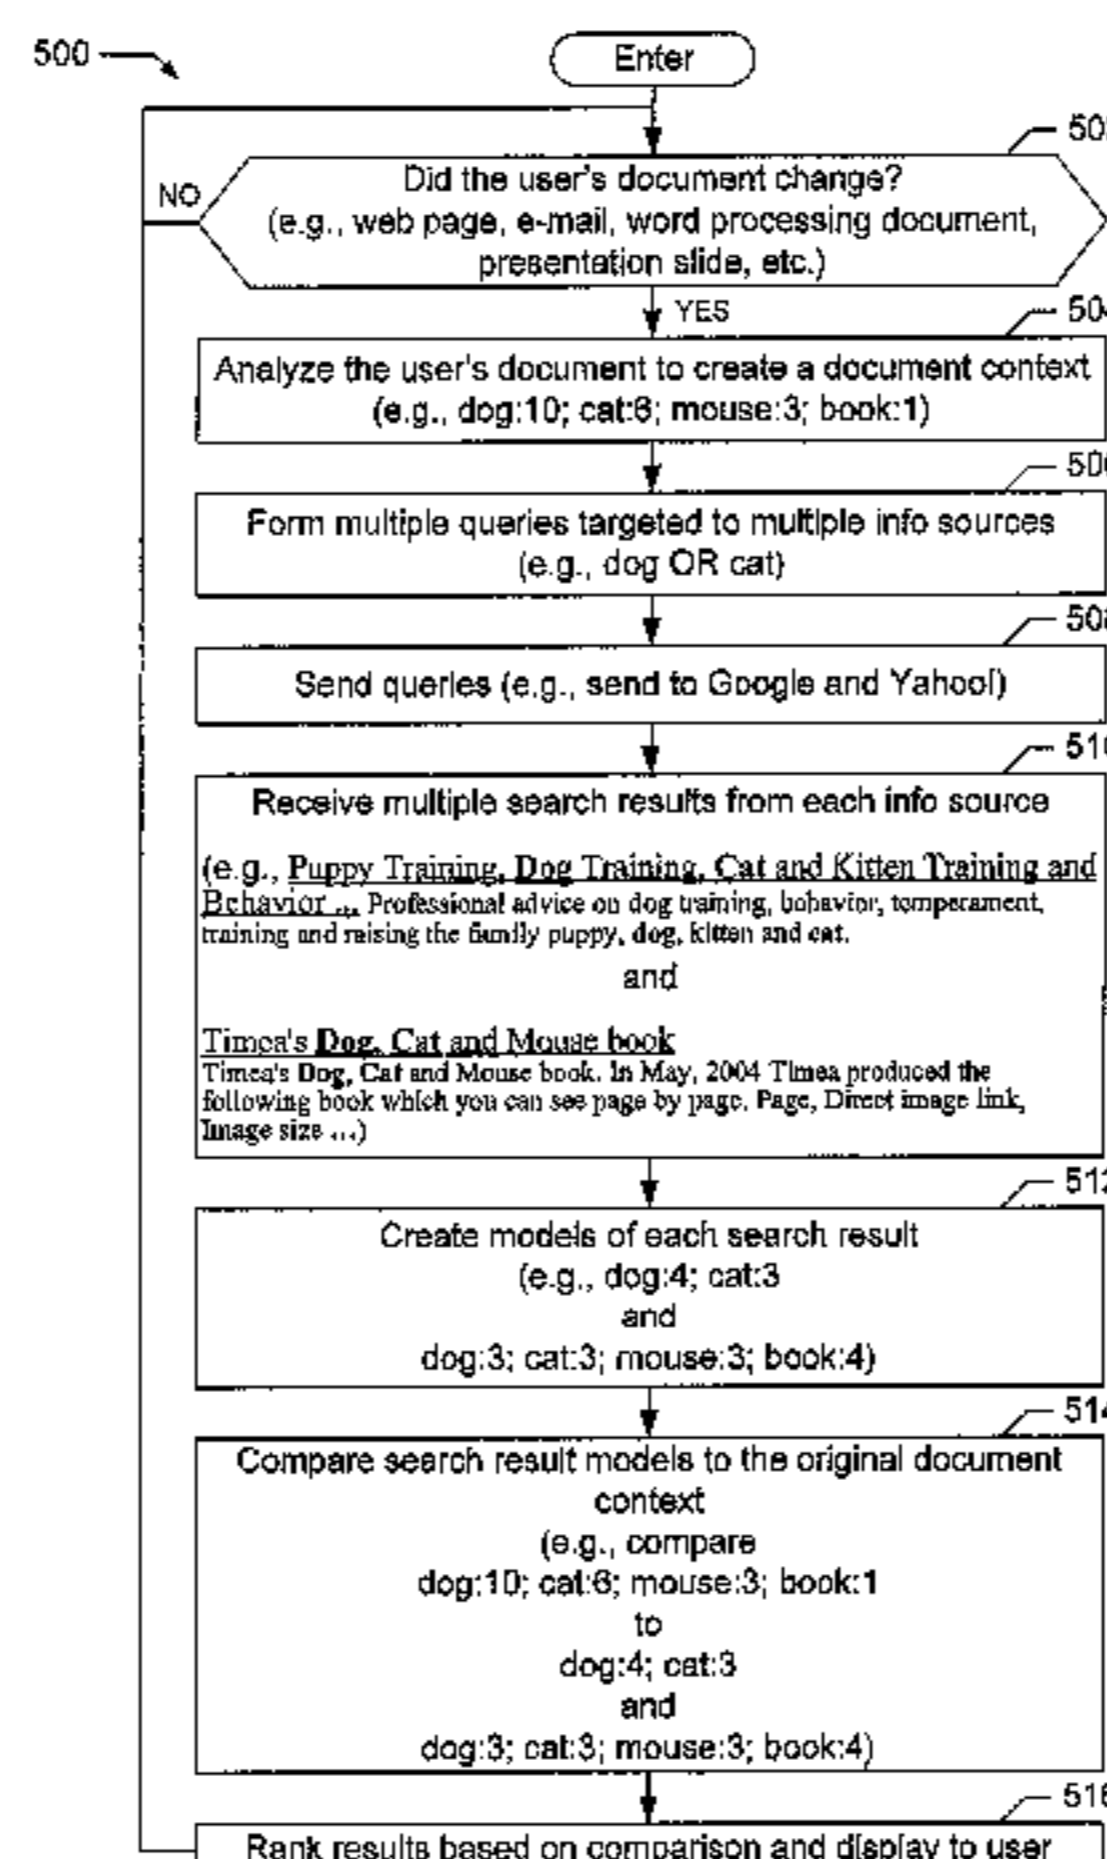 500
Enter
50
Did the user's document change?
NO
(e.g., web page, e-mail, word processing document,
presentation slide, etc.)
YES
504
Analyze the user's document to create a document context
(e.g., dog:10; cat:6; mouse:3; book:1)
506
Form multiple queries targeted to multiple info sources
(e.g., dog OR cat)
508
Send queries (e.g., send to Google and Yahoo!)
510
Receive multiple search results from each info source
(e.g., Puppy Training, Dog Training, Cat and Kitten Training and
Behavior ... Professional advice on dog training, behavior, temperament,
training and raising the family puppy, dog, kitten and cat.
and
Timea's Dog, Cat and Mouse book
Timea's Dog, Cat and Mouse book. In May, 2004 Timea produced the
following book which you can see page by page. Page, Direct image link,
Image size ...)
512
Create models of each search result
(e.g., dog:4; cat:3
and
dog:3; cat:3; mouse:3; book:4)
514
Compare search result models to the original document
context
(e.g., compare
dog:10; cat:6; mouse:3; book:1
to
dog:4; cat:3
and
dog:3; cat:3; mouse:3; book:4)
516
Rank results based on comparison and display to user